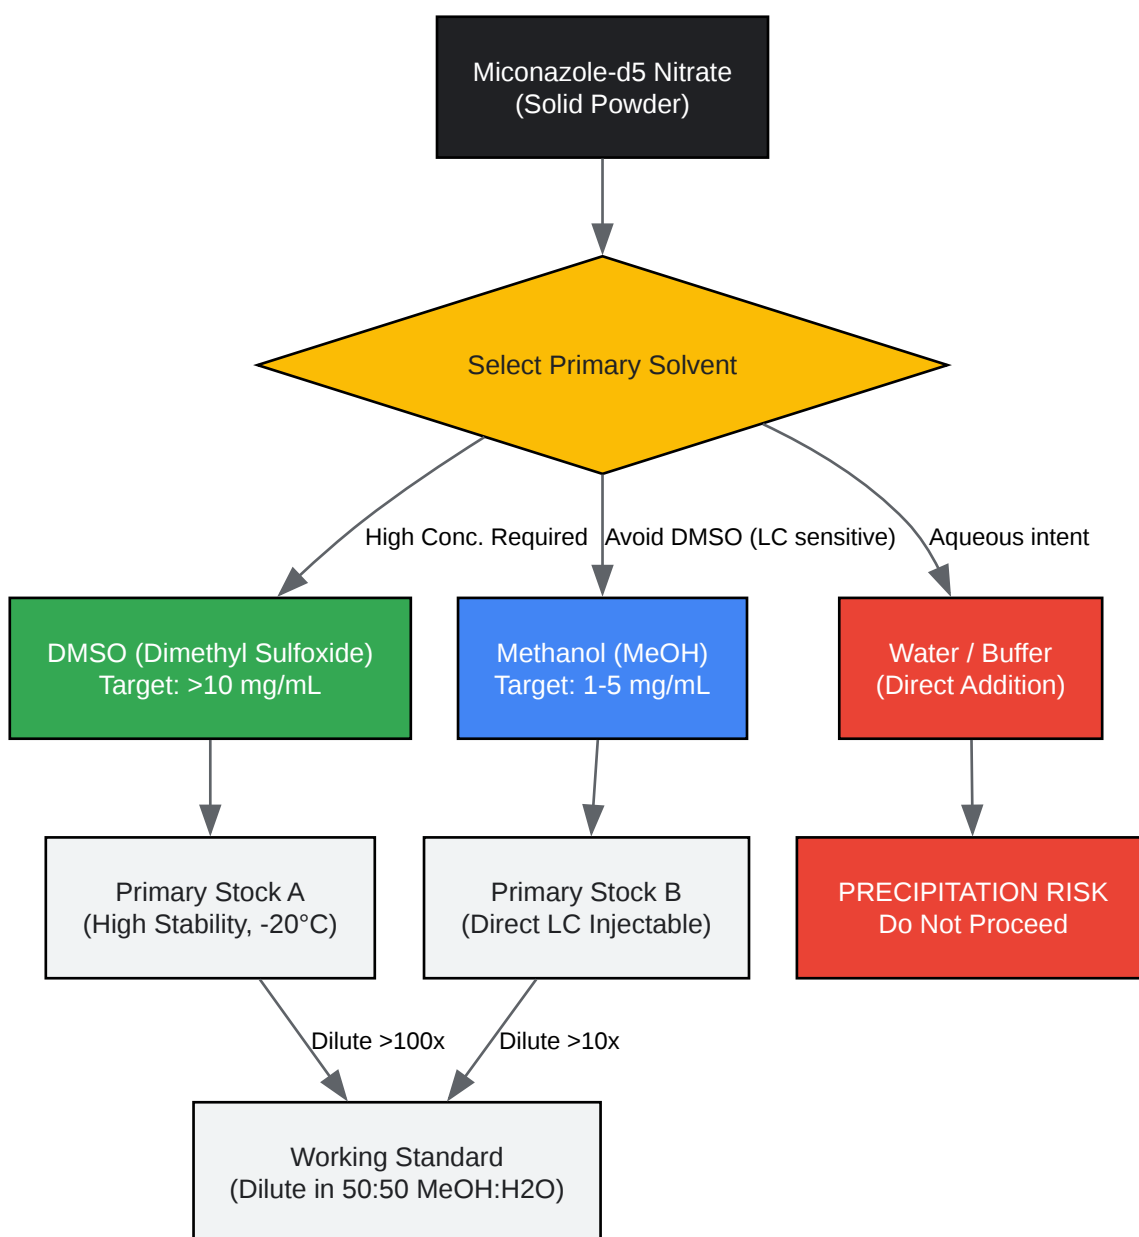 Miconazole-d5 Nitrate
(Solid Powder)
Select Primary Solvent
High Conc. Required
Avoid DMSO (LC sensitive)
Aqueous intent
DMSO (Dimethyl Sulfoxide)
Target: >10 mg/mL
Methanol (MeOH)
Target: 1-5 mg/mL
Water / Buffer
(Direct Addition)
Primary Stock A
(High Stability, -20°C)
Primary Stock B
(Direct LC Injectable)
PRECIPITATION RISK
Do Not Proceed
Dilute >100x
Dilute >10x
Working Standard
(Dilute in 50:50 MeOH:H2O)